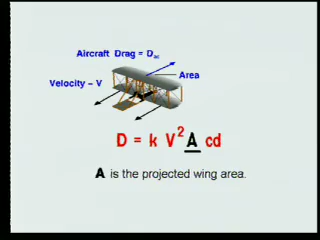 Aircraft Drag = Dac
Area
Velocity - V
D = k V² A cd
A is the projected wing area.